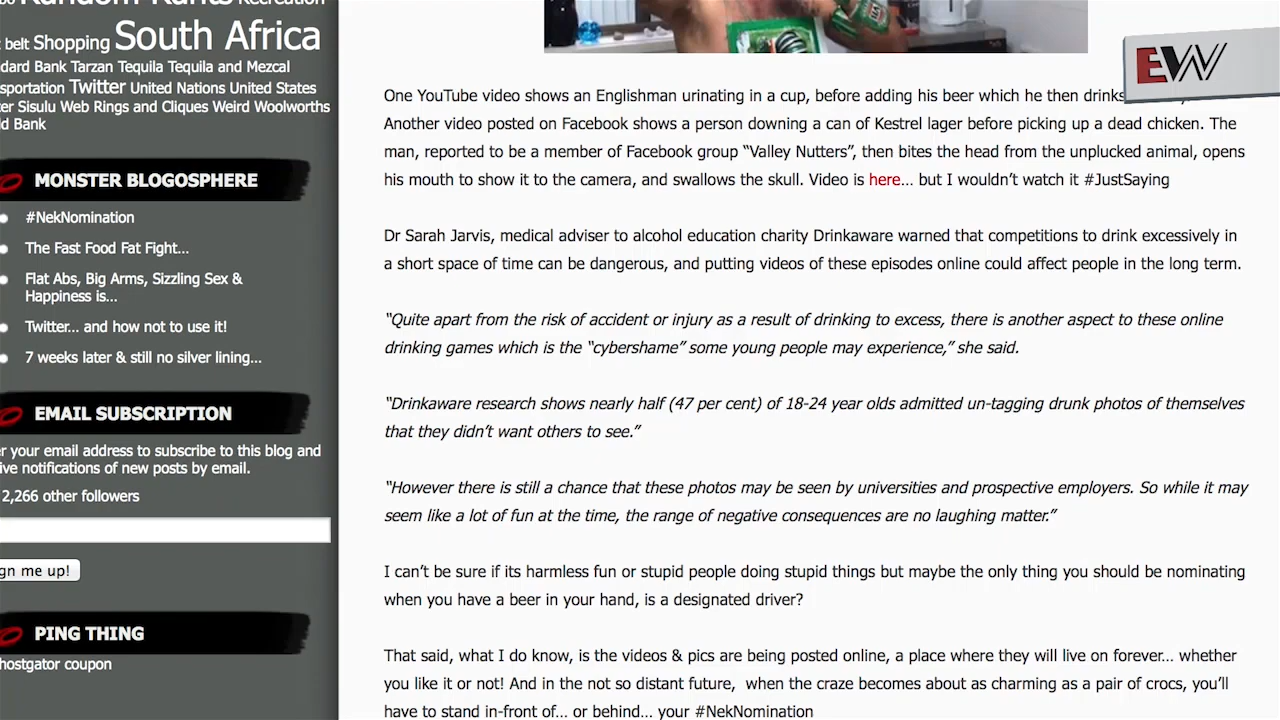 Random Rants Recreation
belt Shopping South Africa
Bank Tarzan Tequila Tequila and Mezcal
Twitter United Nations United States
Sisulu Web Rings and Cliques Weird Woolworths
Bank
MONSTER BLOGOSPHERE
#NekNomination
The Fast Food Fat Fight...
Flat Abs, Big Arms, Sizzling Sex &
Happiness is...
Twitter... and how not to use it!
7 weeks later & still no silver lining...
EMAIL SUBSCRIPTION
your email address to subscribe to this blog and
notifications of new posts by email.
2,266 other followers
me up!
PING THING
hostgator coupon
EW
One YouTube video shows an Englishman urinating in a cup, before adding his beer which he then drinks
Another video posted on Facebook shows a person downing a can of Kestrel lager before picking up a dead chicken. The
man, reported to be a member of Facebook group “Valley Nutters”, then bites the head from the unplucked animal, opens
his mouth to show it to the camera, and swallows the skull. Video is here... but I wouldn’t watch it #JustSaying
Dr Sarah Jarvis, medical adviser to alcohol education charity Drinkaware warned that competitions to drink excessively in
a short space of time can be dangerous, and putting videos of these episodes online could affect people in the long term.
“Quite apart from the risk of accident or injury as a result of drinking to excess, there is another aspect to these online
drinking games which is the “cybershame” some young people may experience,” she said.
“Drinkaware research shows nearly half (47 per cent) of 18-24 year olds admitted un-tagging drunk photos of themselves
that they didn’t want others to see.”
“However there is still a chance that these photos may be seen by universities and prospective employers. So while it may
seem like a lot of fun at the time, the range of negative consequences are no laughing matter.”
I can’t be sure if its harmless fun or stupid people doing stupid things but maybe the only thing you should be nominating
when you have a beer in your hand, is a designated driver?
That said, what I do know, is the videos & pics are being posted online, a place where they will live on forever... whether
you like it or not! And in the not so distant future, when the craze becomes about as charming as a pair of crocs, you’ll
have to stand in-front of... or behind... your #NekNomination